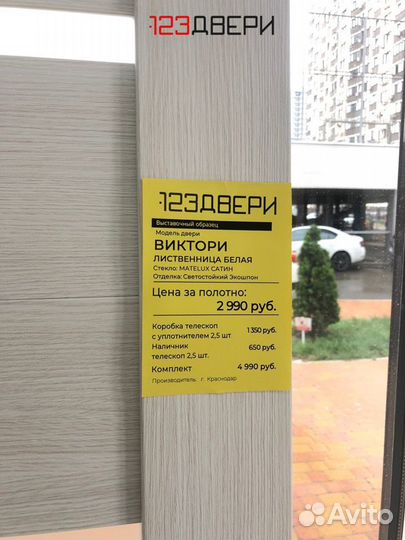 123ДВЕРИ
123ДВЕРИ
Выставочный образец
Модель двери
ВИКТОРИ
ЛИСТВЕННИЦА БЕЛАЯ
Стекло: MATELUX САТИН
Отделка: Светостойкий Экошпон
Цена за полотно:
2 990 руб.
Коробка телескоп
с уплотнителем 2,5 шт 1 350 руб.
Наличник 650 руб.
телескоп 2,5 шт.
Комплект 4 990 руб.
Производитель г. Краснодар
Avito